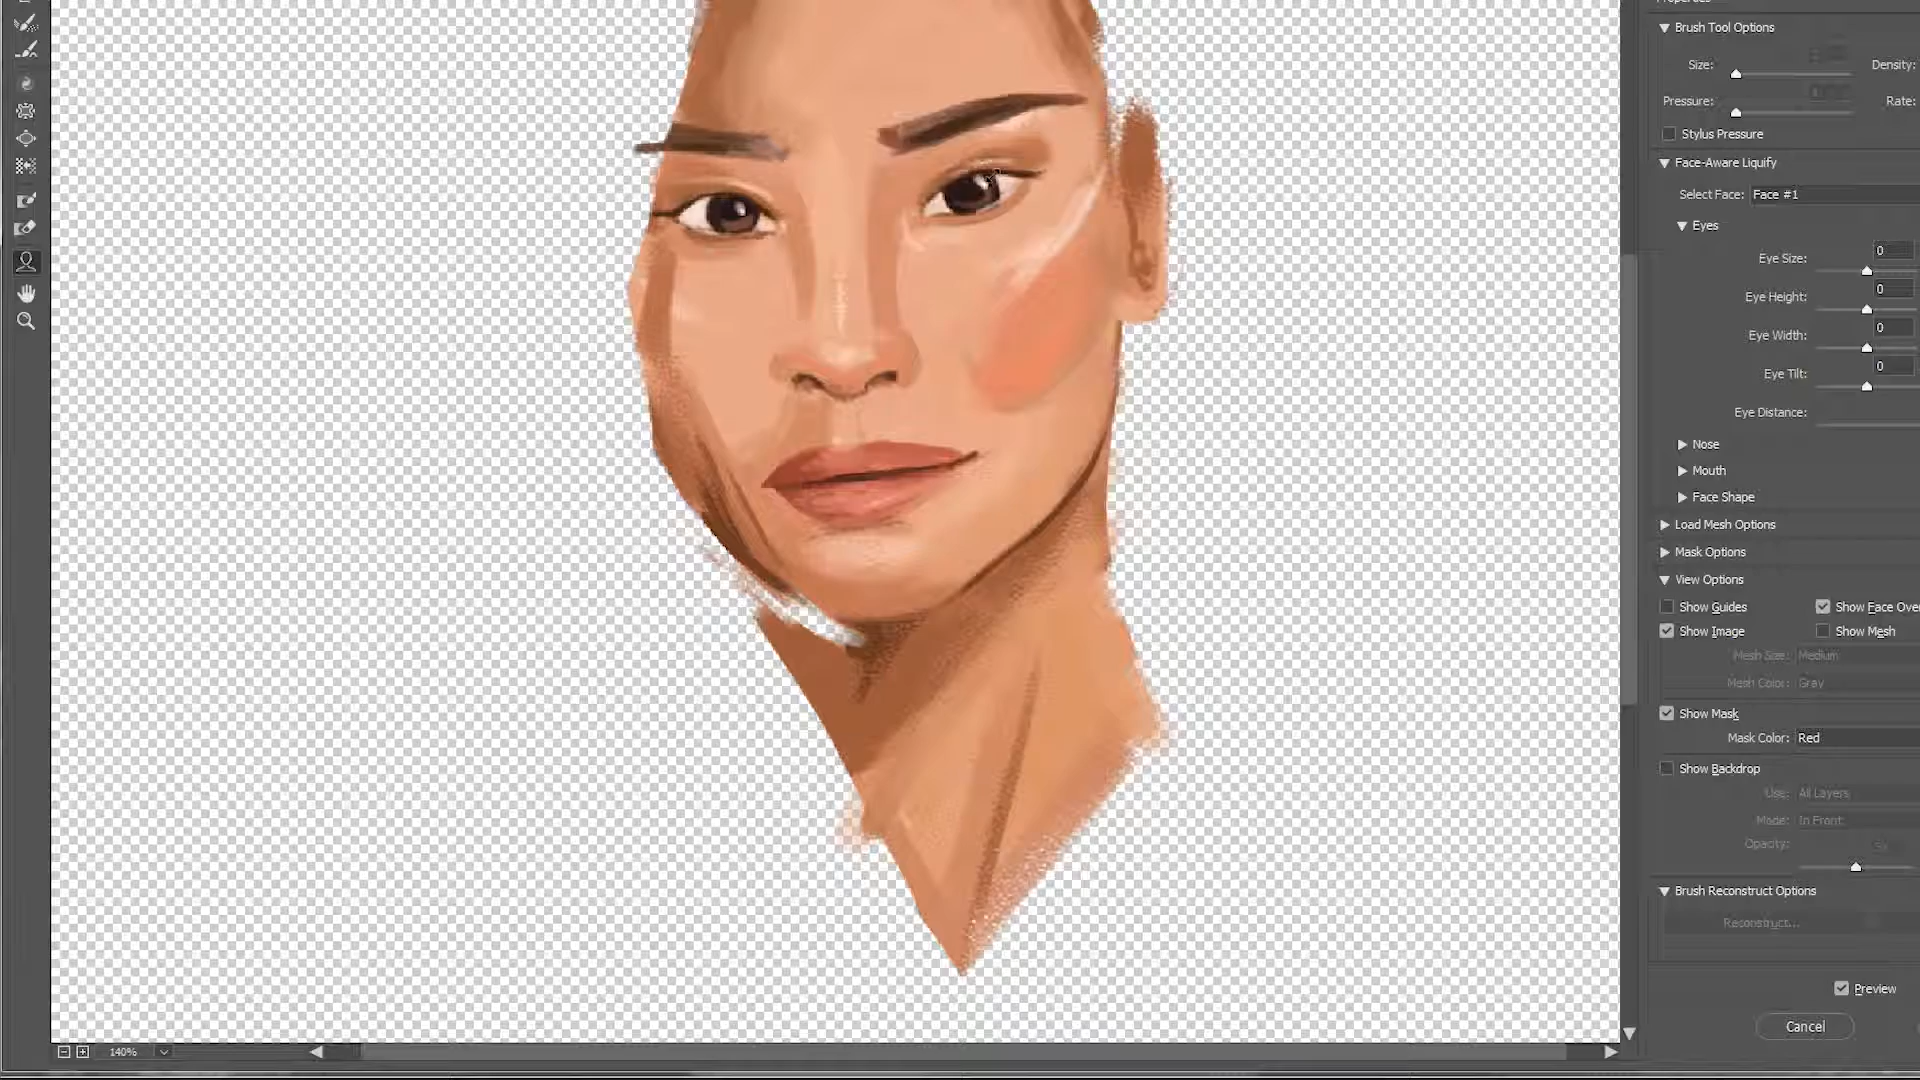 Brush Tool Options
Size:
Density:
Pressure:
Rate:
Stylus Pressure
Face-Aware Liquify
Select Face: Face #1
Eyes
Eye Size: 0
Eye Height: 0
Eye Width: 0
Eye Tilt: 0
Eye Distance:
Nose
Mouth
Face Shape
Load Mesh Options
Mask Options
View Options
Show Guides
Show Face Over
Show Image
Show Mesh
Mesh Size: Medium
Mesh Color: Gray
Show Mask
Mask Color: Red
Show Backdrop
Use: All Layers
Mode: In Front
Opacity:
Brush Reconstruct Options
Reconstruct...
Preview
Cancel
140%